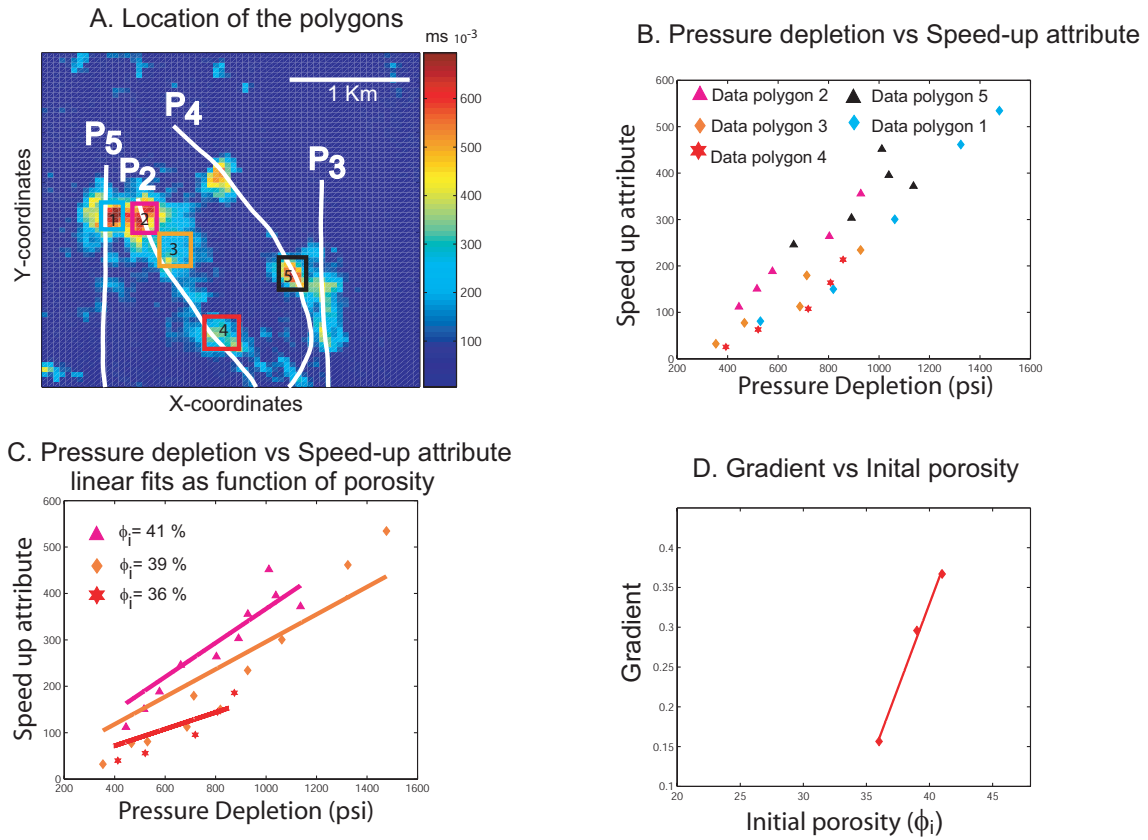 A. Location of the polygons
ms 10-3
600
500
400
300
200
100
1 Km
P5
P4
P2
P3
1
2
3
4
5
Y-coordinates
X-coordinates
B. Pressure depletion vs Speed-up attribute
600
500
400
300
200
100
0
200 400 600 800 1000 1200 1400 1600
Data polygon 2
Data polygon 5
Data polygon 3
Data polygon 1
Data polygon 4
Speed up attribute
Pressure Depletion (psi)
C. Pressure depletion vs Speed-up attribute
linear fits as function of porosity
600
500
400
300
200
100
0
200 400 600 800 1000 1200 1400 1600
ϕi= 41 %
ϕi= 39 %
ϕi= 36 %
Speed up attribute
Pressure Depletion (psi)
D. Gradient vs Inital porosity
0.4
0.35
0.3
0.25
0.2
0.15
0.1
20 25 30 35 40 45
Gradient
Initial porosity (ϕi)